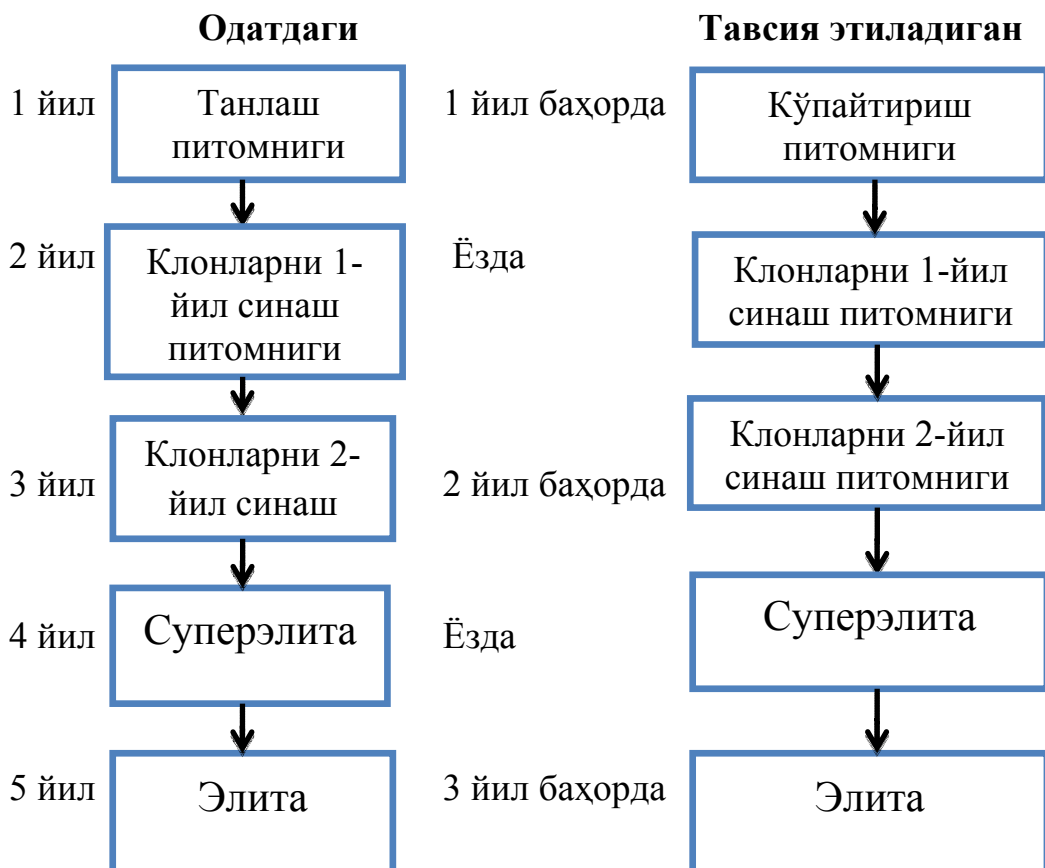 Одатдаги
Тавсия этиладиган
1 йил
Танлаш
питомниги
1 йил баҳорда
Кўпайтириш
питомниги
2 йил
Клонларни 1-
йил синаш
питомниги
Ёзда
Клонларни 1-йил
синаш питомниги
3 йил
Клонларни 2-
йил синаш
2 йил баҳорда
Клонларни 2-йил
синаш питомниги
4 йил
Суперэлита
Ёзда
Суперэлита
5 йил
Элита
3 йил баҳорда
Элита